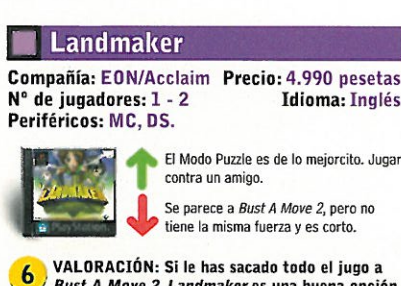 Landmaker
Compañía: EON/Acclaim Precio: 4.990 pesetas
Nº de jugadores: 1 - 2 Idioma: Inglés
Periféricos: MC, DS.
LANDMAKER
PlayStation
El Modo Puzzle es de lo mejorcito. Jugar
contra un amigo.
Se parece a Bust A Move 2, pero no
tiene la misma fuerza y es corto.
6
VALORACIÓN: Si le has sacado todo el jugo a
Bust A Move 2, Landmaker es una buena opción